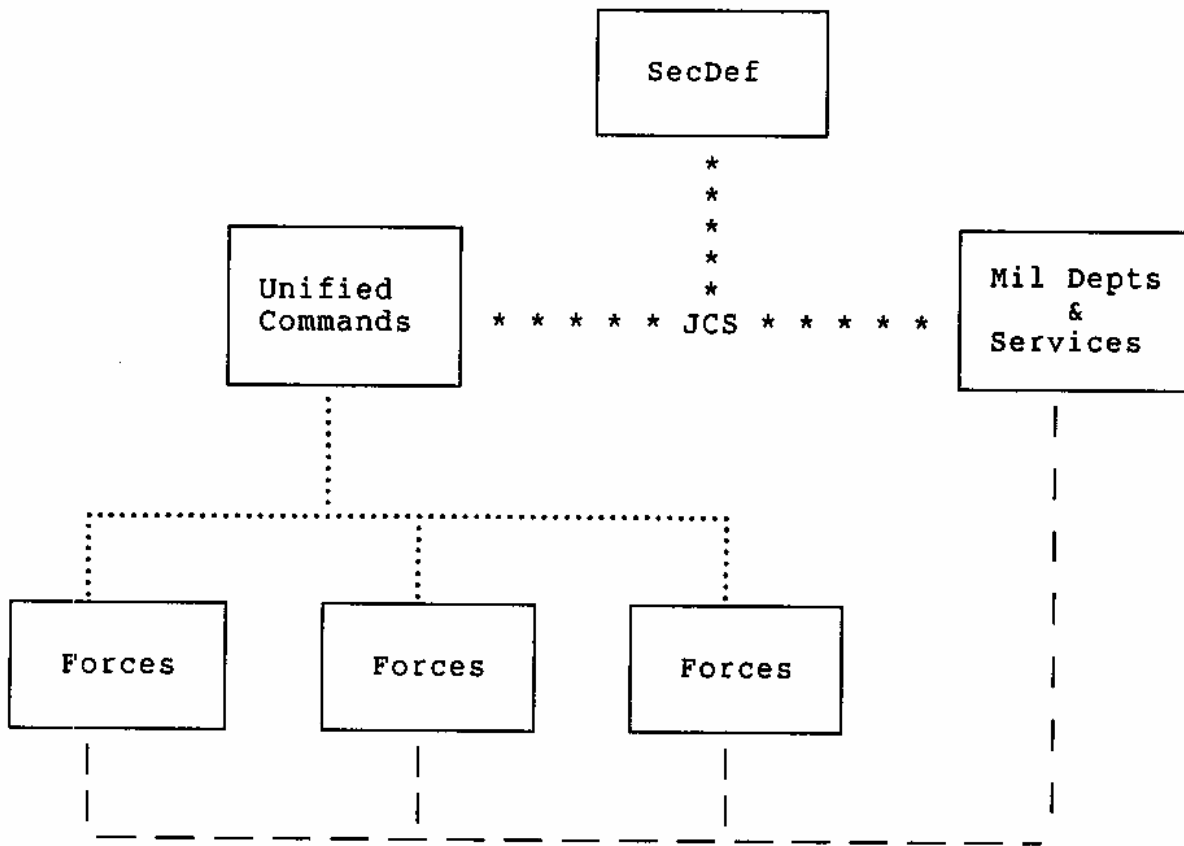 SecDef
Unified
Commands
* * * * * JCS * * * * *
Mil Depts
&
Services
Forces
Forces
Forces